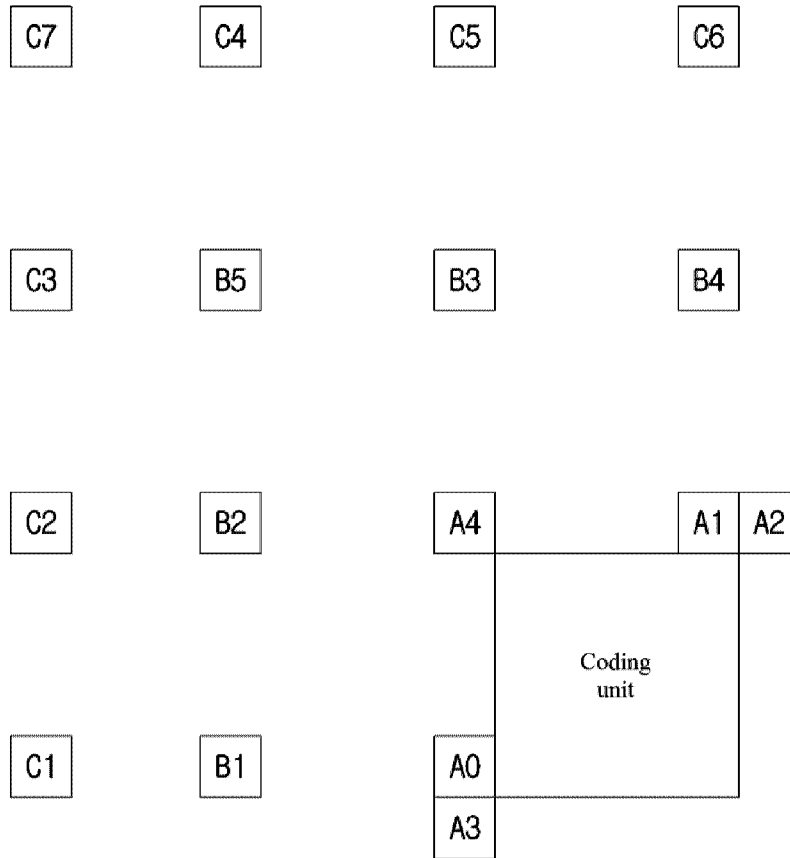 C7 C4 C5 C6
C3 B5 B3 B4
C2 B2 A4 A1 A2
Coding
unit
C1 B1 A0
A3